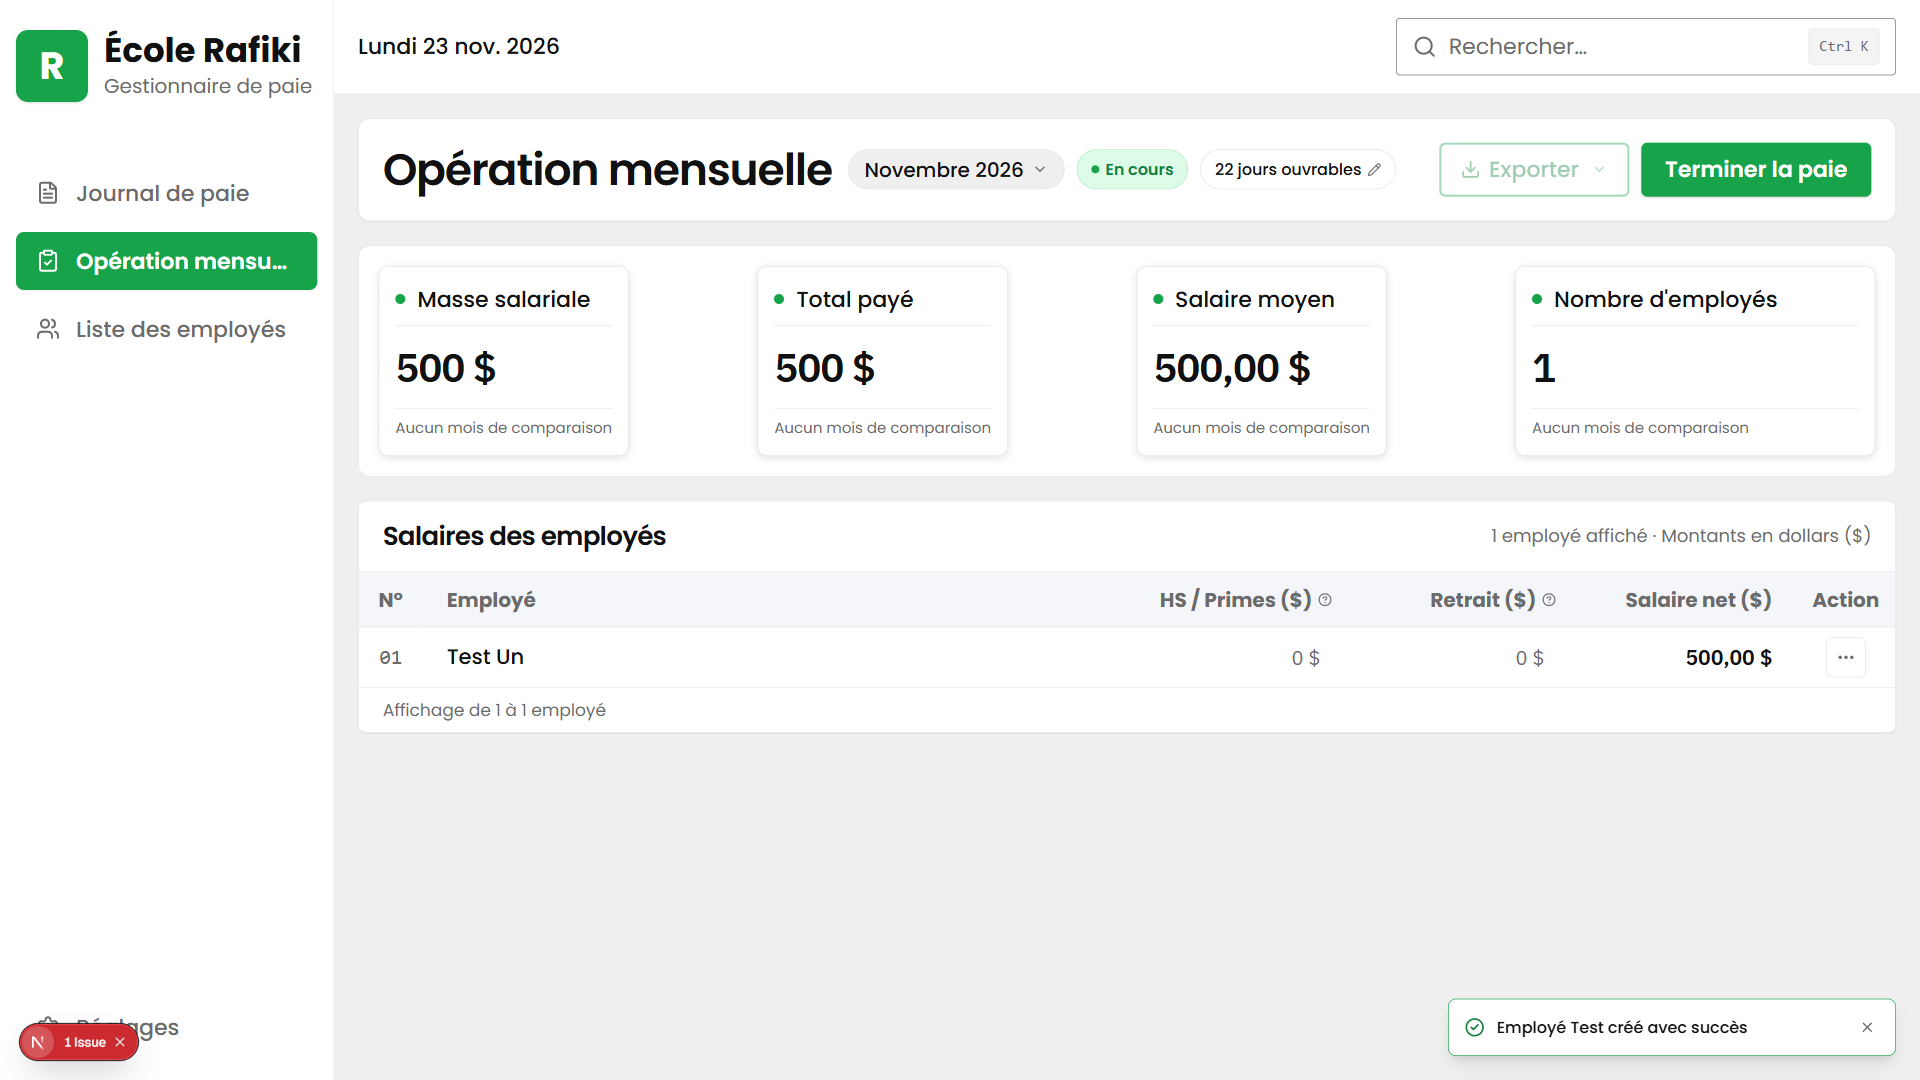 R
École Rafiki
Gestionnaire de paie
Journal de paie
Opération mensu...
Liste des employés
1 Issue
Lundi 23 nov. 2026
Rechercher...
Ctrl K
Opération mensuelle
Novembre 2026
En cours
22 jours ouvrables
Exporter
Terminer la paie
Masse salariale
500 $
Aucun mois de comparaison
Total payé
500 $
Aucun mois de comparaison
Salaire moyen
500,00 $
Aucun mois de comparaison
Nombre d'employés
1
Aucun mois de comparaison
Salaires des employés
1 employé affiché · Montants en dollars ($)
N° Employé HS / Primes ($) Retrait ($) Salaire net ($) Action
01 Test Un 0 $ 0 $ 500,00 $
Affichage de 1 à 1 employé
Employé Test créé avec succès